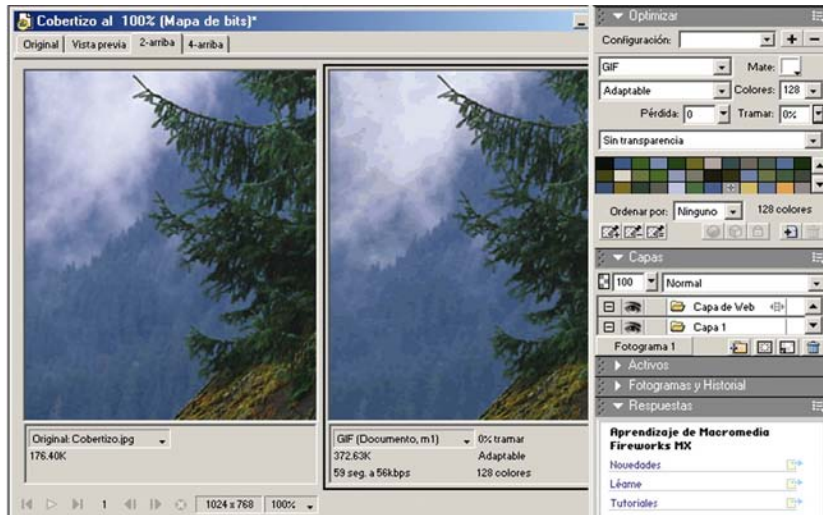 Cobertizo al 100% (Mapa de bits)*
Original Vista previa 2-arriba 4-arriba
Original: Cobertizo.jpg
176.40K
GIF (Documento, m1)
372.63K
59 seg. a 56kbps
0% tramar
Adaptable
128 colores
1 1024 x 768 100%
Optimizar
Configuración:
GIF Mate:
Adaptable Colores: 128
Pérdida: 0 Tramar: 0%
Sin transparencia
Ordenar por: Ninguno 128 colores
Capas
100 Normal
Capa de Web
Capa 1
Fotograma 1
Activos
Fotogramas y Historial
Respuestas
Aprendizaje de Macromedia
Fireworks MX
Novedades
Léame
Tutoriales